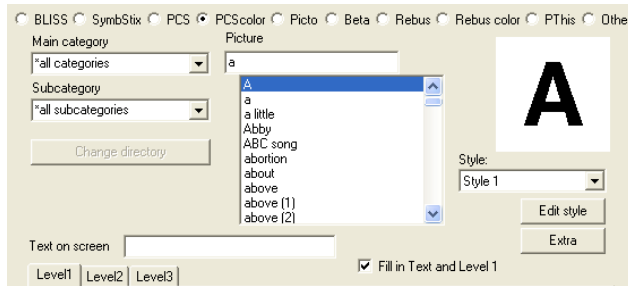 BLISS SymbStix PCS PCScolor Picto Beta Rebus Rebus color PThis Othe
Main category
*all categories
Subcategory
*all subcategories
Change directory
Picture
a
A
a
a little
Abby
ABC song
abortion
about
above
above (1)
above (2)
A
Style:
Style 1
Edit style
Extra
Text on screen
Fill in Text and Level 1
Level1 Level2 Level3